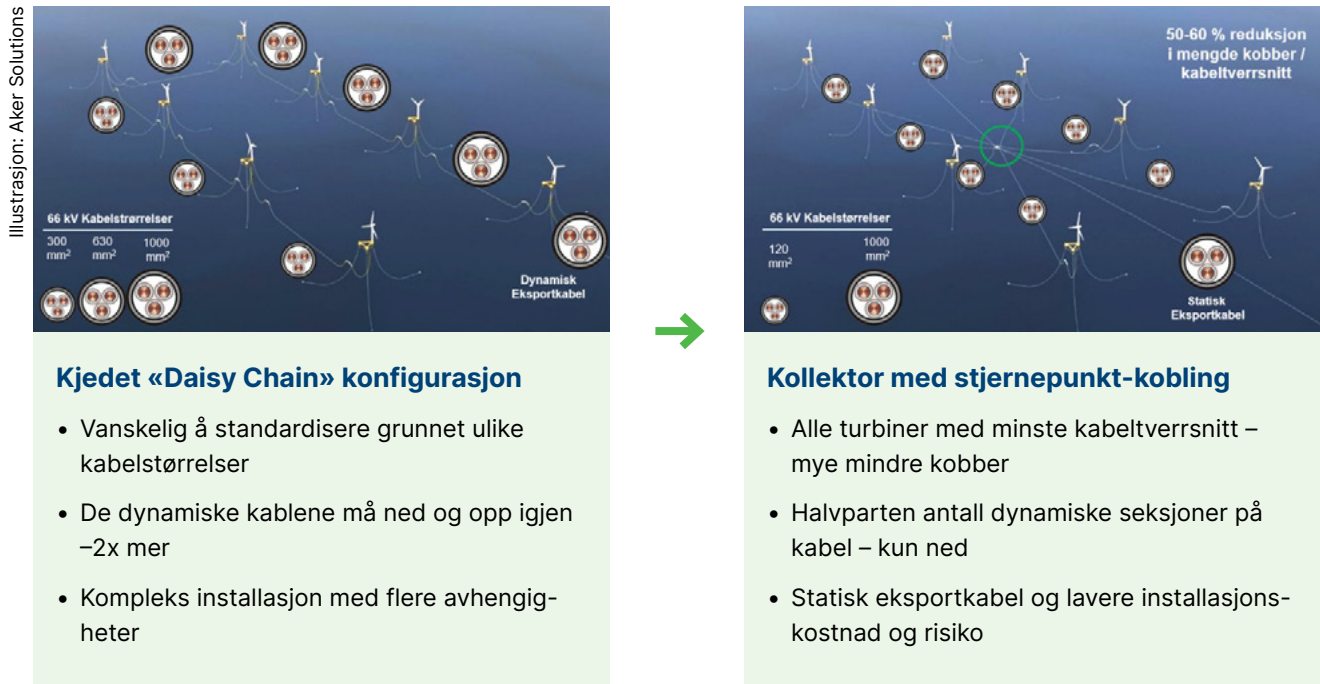 Illustrasjon: Aker Solutions
66 kV Kabelstrørrelser
300 630 1000
mm² mm² mm²
Dynamisk
Eksportkabel
Kjedet «Daisy Chain» konfigurasjon
• Vanskelig å standardisere grunnet ulike
kabelstørrelser
• De dynamiske kablene må ned og opp igjen
–2x mer
• Kompleks installasjon med flere avhengig-
heter
50-60 % reduksjon
i mengde kobber /
kabeltverrsnitt
66 kV Kabelstørrelser
120 1000
mm² mm²
Statisk
Eksportkabel
Kollektor med stjernepunkt-kobling
• Alle turbiner med minste kabeltverrsnitt –
mye mindre kobber
• Halvparten antall dynamiske seksjoner på
kabel – kun ned
• Statisk eksportkabel og lavere installasjons-
kostnad og risiko